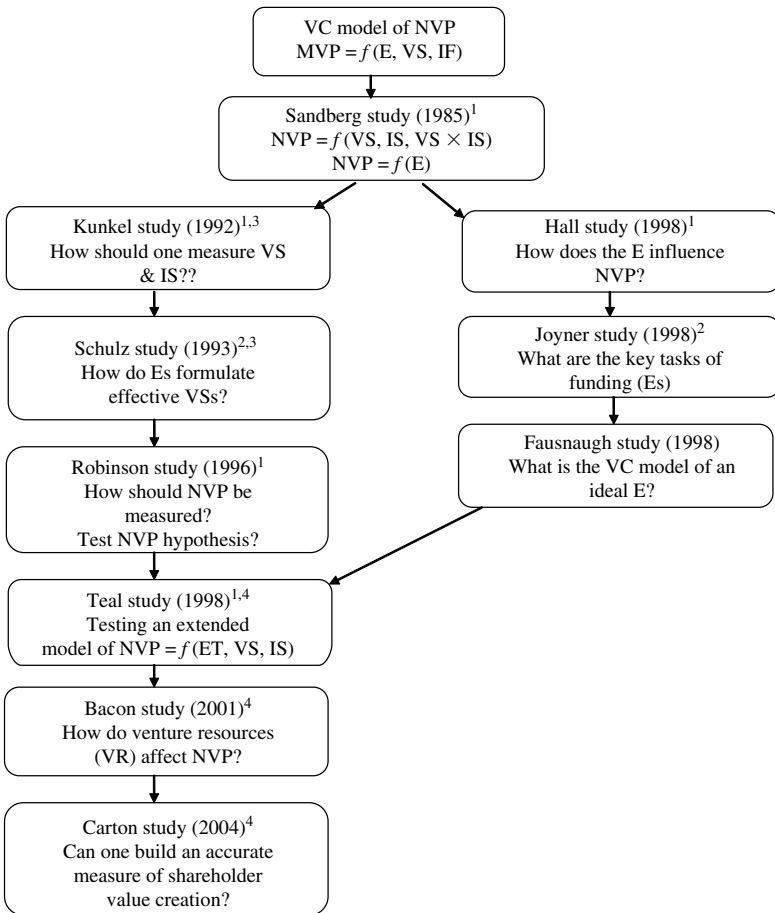 VC model of NVP
MVP = f (E, VS, IF)
Sandberg study (1985)1
NVP = f (VS, IS, VS × IS)
NVP = f (E)
Kunkel study (1992)1,3
How should one measure VS
& IS??
Hall study (1998)1
How does the E influence
NVP?
Schulz study (1993)2,3
How do Es formulate
effective VSs?
Joyner study (1998)2
What are the key tasks of
funding (Es)
Robinson study (1996)1
How should NVP be
measured?
Test NVP hypothesis?
Fausnaugh study (1998)
What is the VC model of an
ideal E?
Teal study (1998)1,4
Testing an extended
model of NVP = f (ET, VS, IS)
Bacon study (2001)4
How do venture resources
(VR) affect NVP?
Carton study (2004)4
Can one build an accurate
measure of shareholder
value creation?